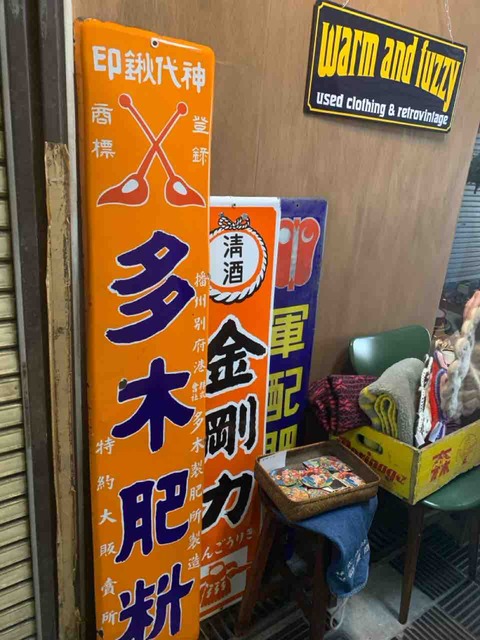 印鍬代神
商標
登録
多木肥料
播州別府港
多木製肥所製造
特約大販賣所
清酒
金剛力
んごうりき
軍配肥
warm and fuzzy
used clothing & retrovintage
森